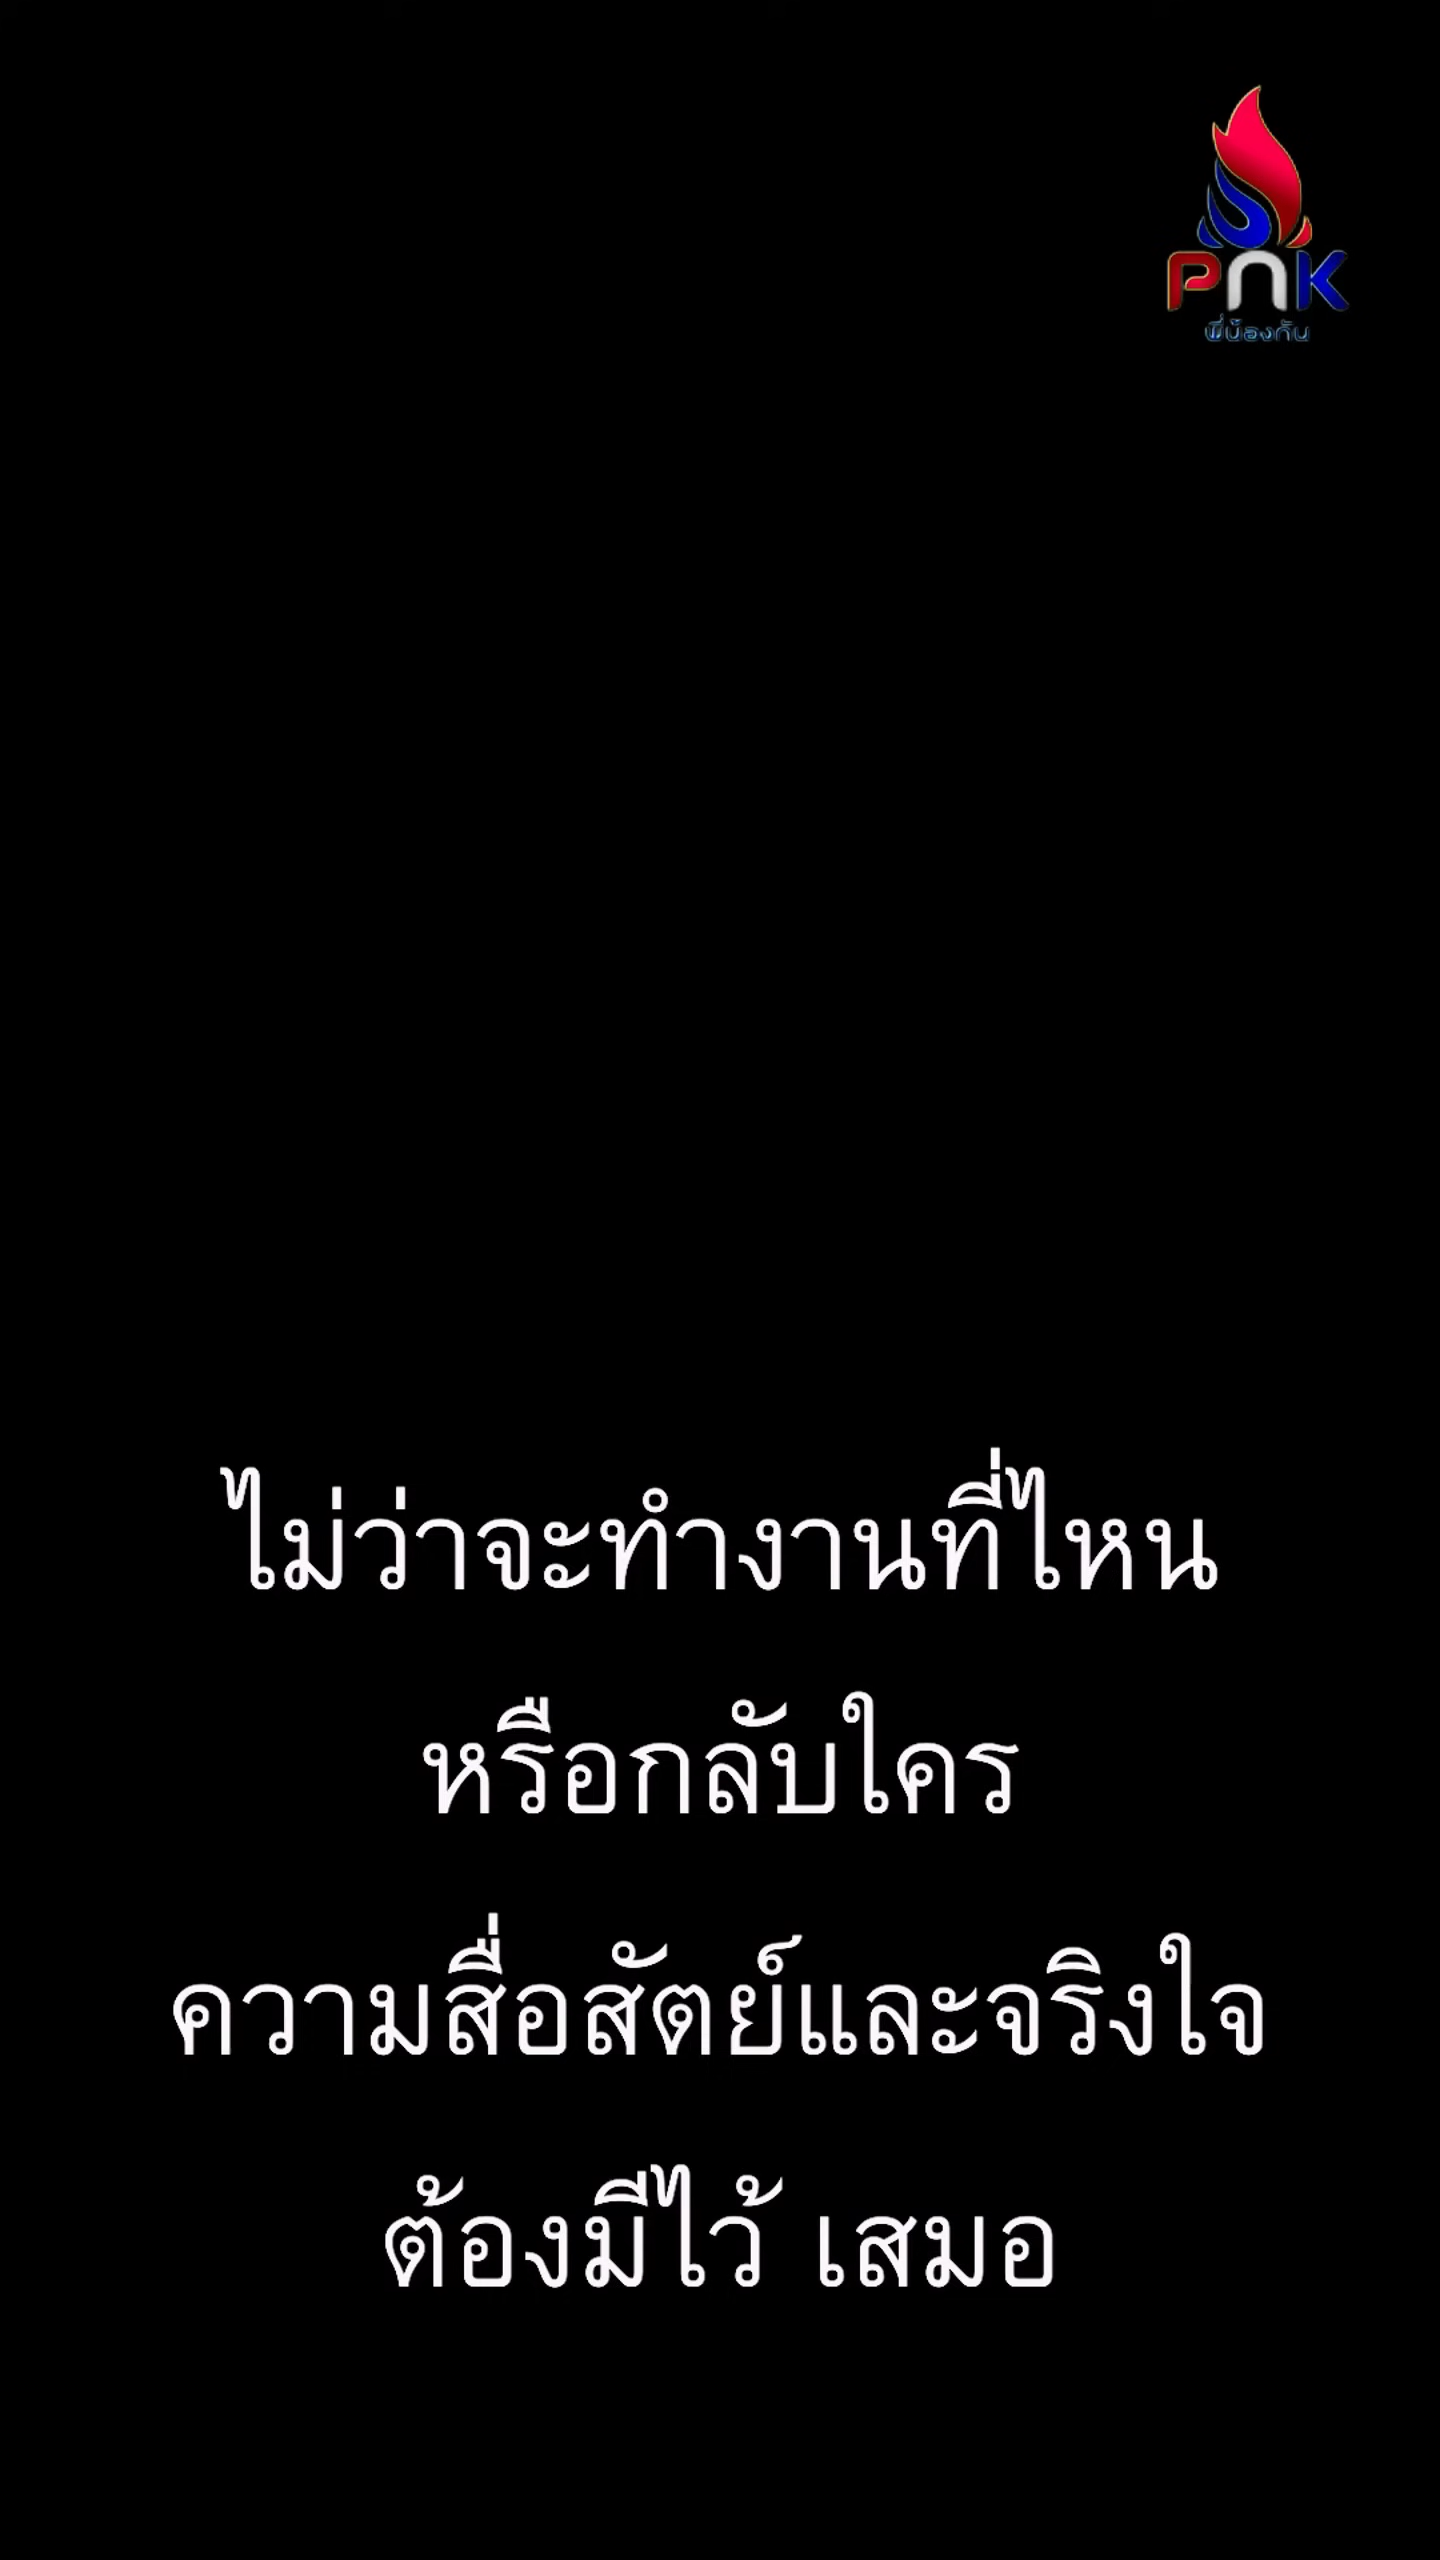 PNK
พี่น้องกัน
ไม่ว่าจะทำงานที่ไหน
หรือกลับใคร
ความสื่อสัตย์และจริงใจ
ต้องมีไว้ เสมอ